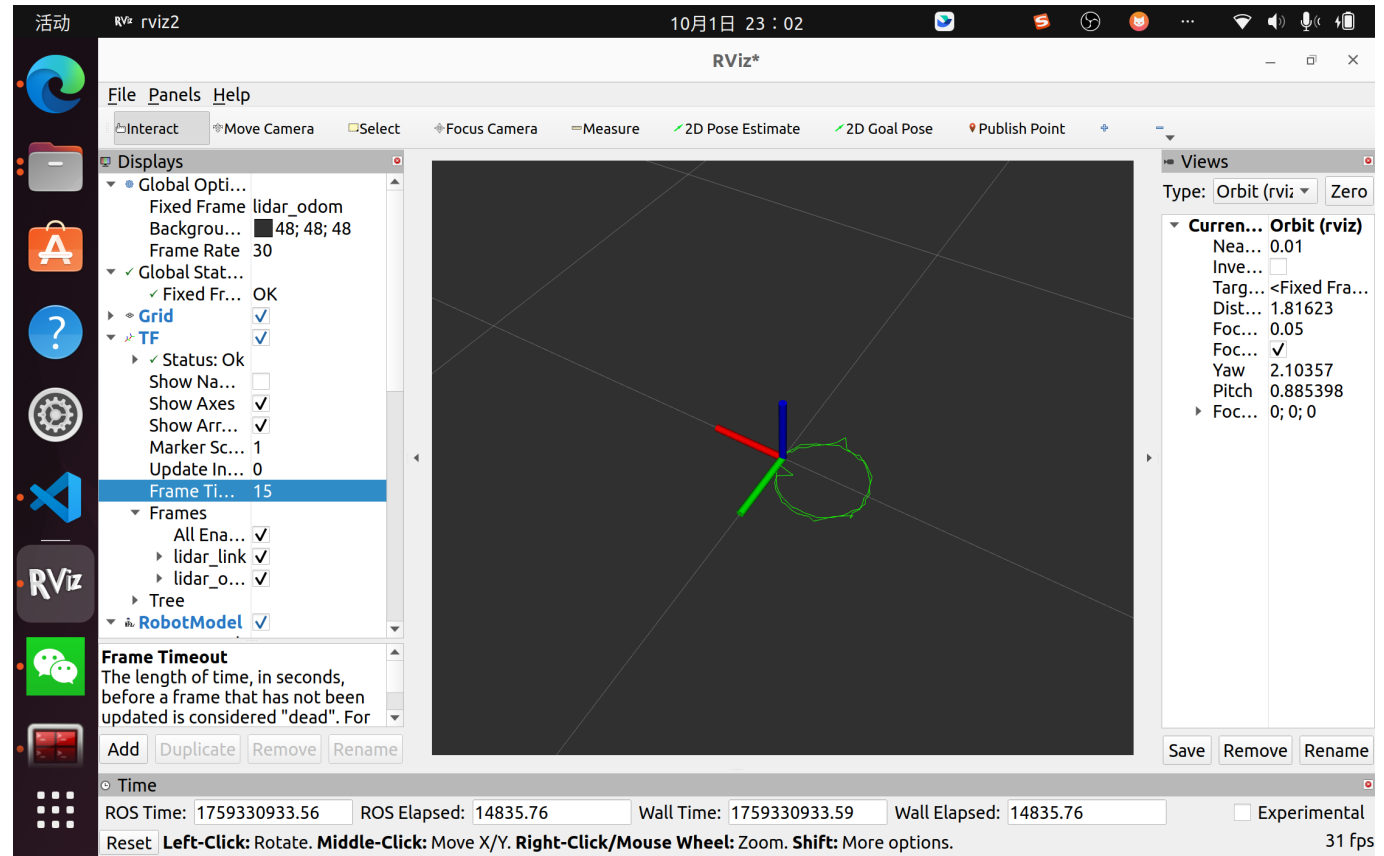 活动 RViz rviz2 10月1日 23：02
RViz*
File Panels Help
Interact Move Camera Select Focus Camera Measure 2D Pose Estimate 2D Goal Pose Publish Point
Displays
Global Opti...
Fixed Frame lidar_odom
Backgrou... 48; 48; 48
Frame Rate 30
Global Stat...
Fixed Fr... OK
Grid
TF
Status: Ok
Show Na...
Show Axes
Show Arr...
Marker Sc... 1
Update In... 0
Frame Ti... 15
Frames
All Ena...
lidar_link
lidar_o...
Tree
RobotModel
Frame Timeout
The length of time, in seconds,
before a frame that has not been
updated is considered "dead". For
Add Duplicate Remove Rename
Views
Type: Orbit (rviz Zero
Curren... Orbit (rviz)
Nea... 0.01
Inve...
Targ... <Fixed Fra...
Dist... 1.81623
Foc... 0.05
Foc...
Yaw 2.10357
Pitch 0.885398
Foc... 0; 0; 0
Save Remove Rename
RViz
Time
ROS Time: 1759330933.56 ROS Elapsed: 14835.76 Wall Time: 1759330933.59 Wall Elapsed: 14835.76 Experimental
Reset Left-Click: Rotate. Middle-Click: Move X/Y. Right-Click/Mouse Wheel: Zoom. Shift: More options. 31 fps